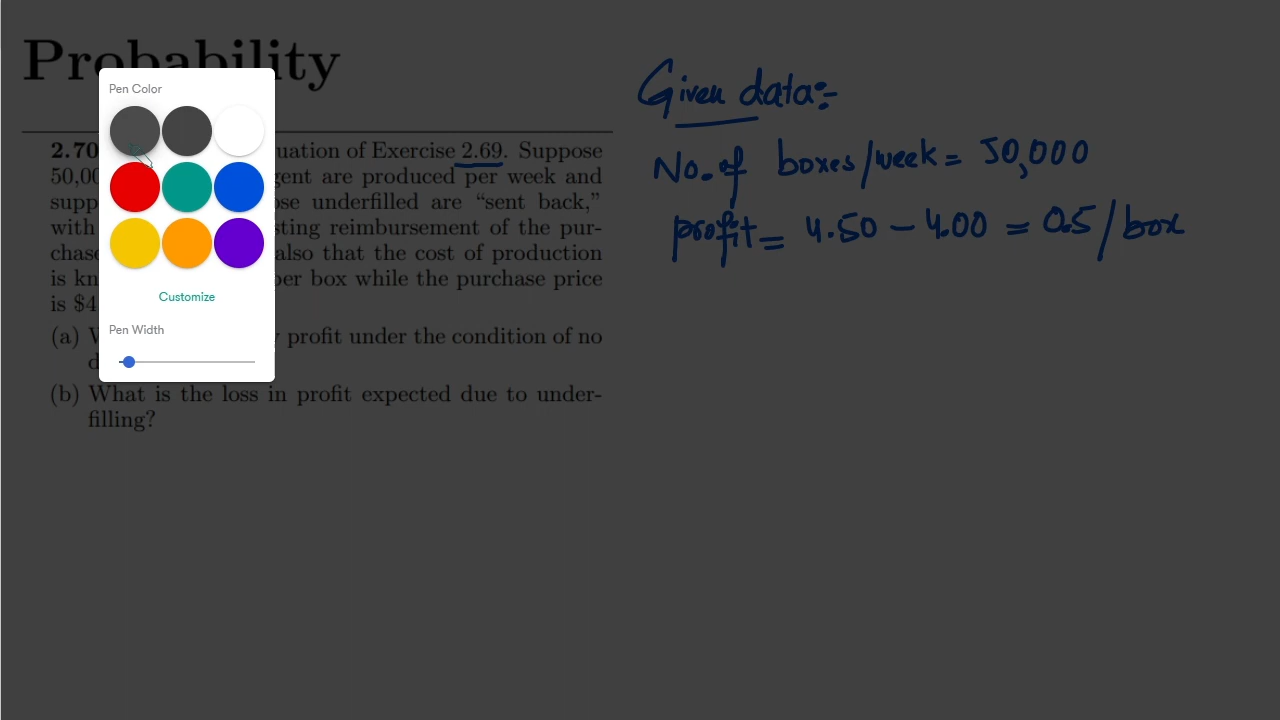 Probability
Pen Color
2.70 uation of Exercise 2.69. Suppose
50,00 gent are produced per week and
supp ose underfilled are “sent back,”
with sting reimbursement of the pur-
chase also that the cost of production
is kn per box while the purchase price
is $4
Customize
Pen Width
(a) W profit under the condition of no
d
(b) What is the loss in profit expected due to under-
filling?
Given data:-
No. of boxes/week = 50,000
profit = 4.50 - 4.00 = 0.5/box